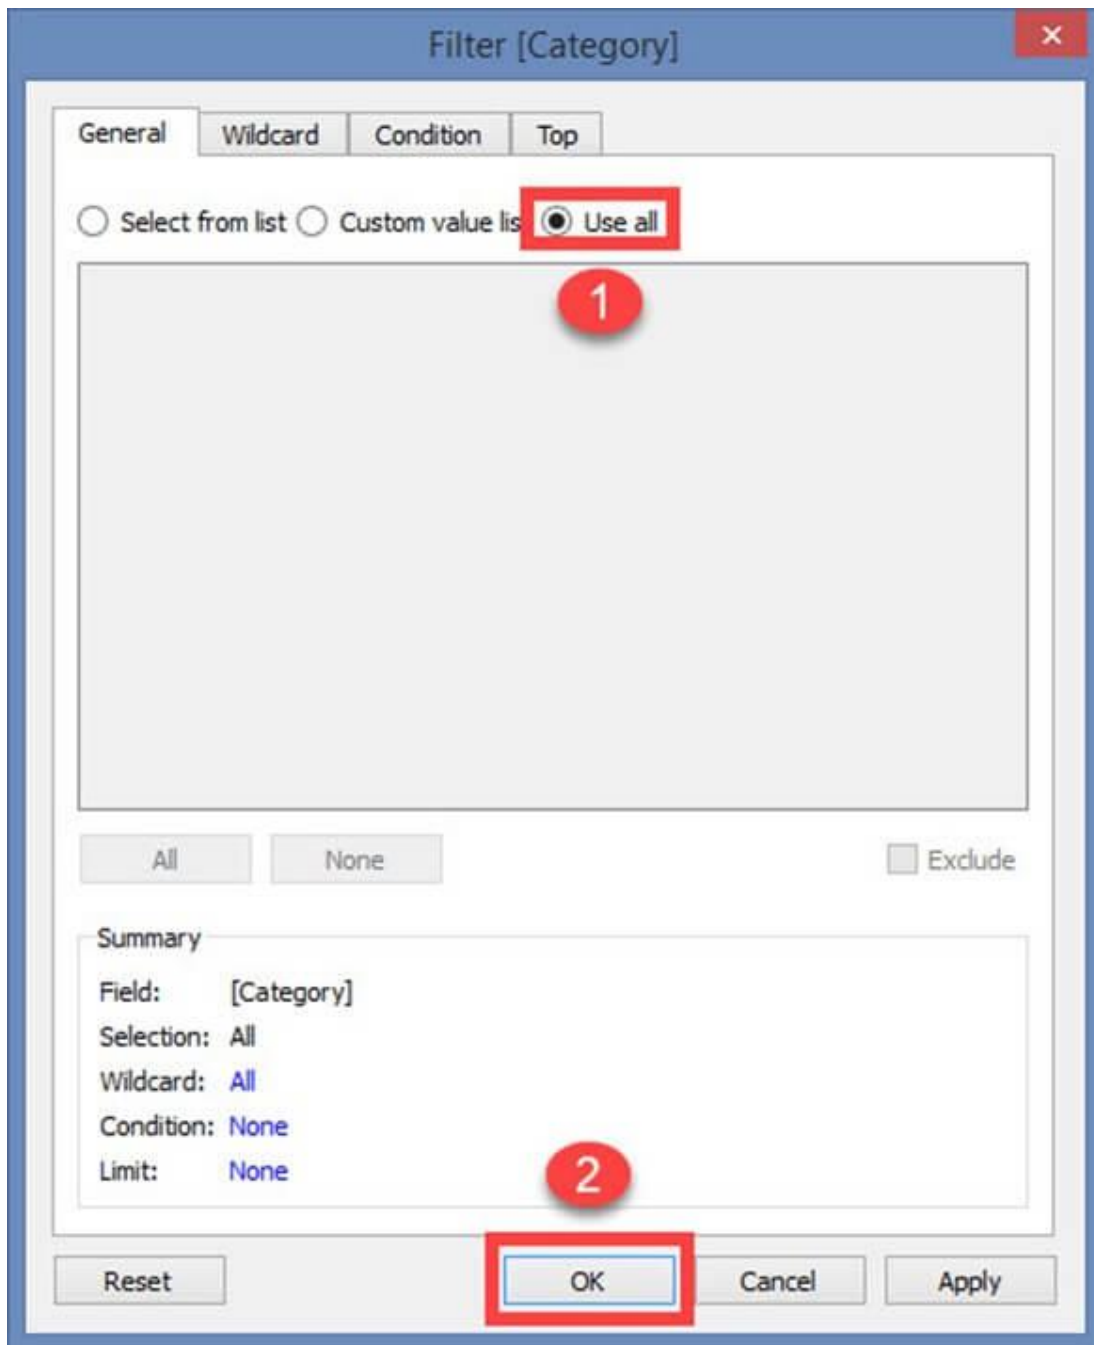 Filter [Category]
General Wildcard Condition Top
Select from list Custom value lis Use all
1
All None Exclude
Summary
Field: [Category]
Selection: All
Wildcard: All
Condition: None
Limit: None
2
Reset OK Cancel Apply